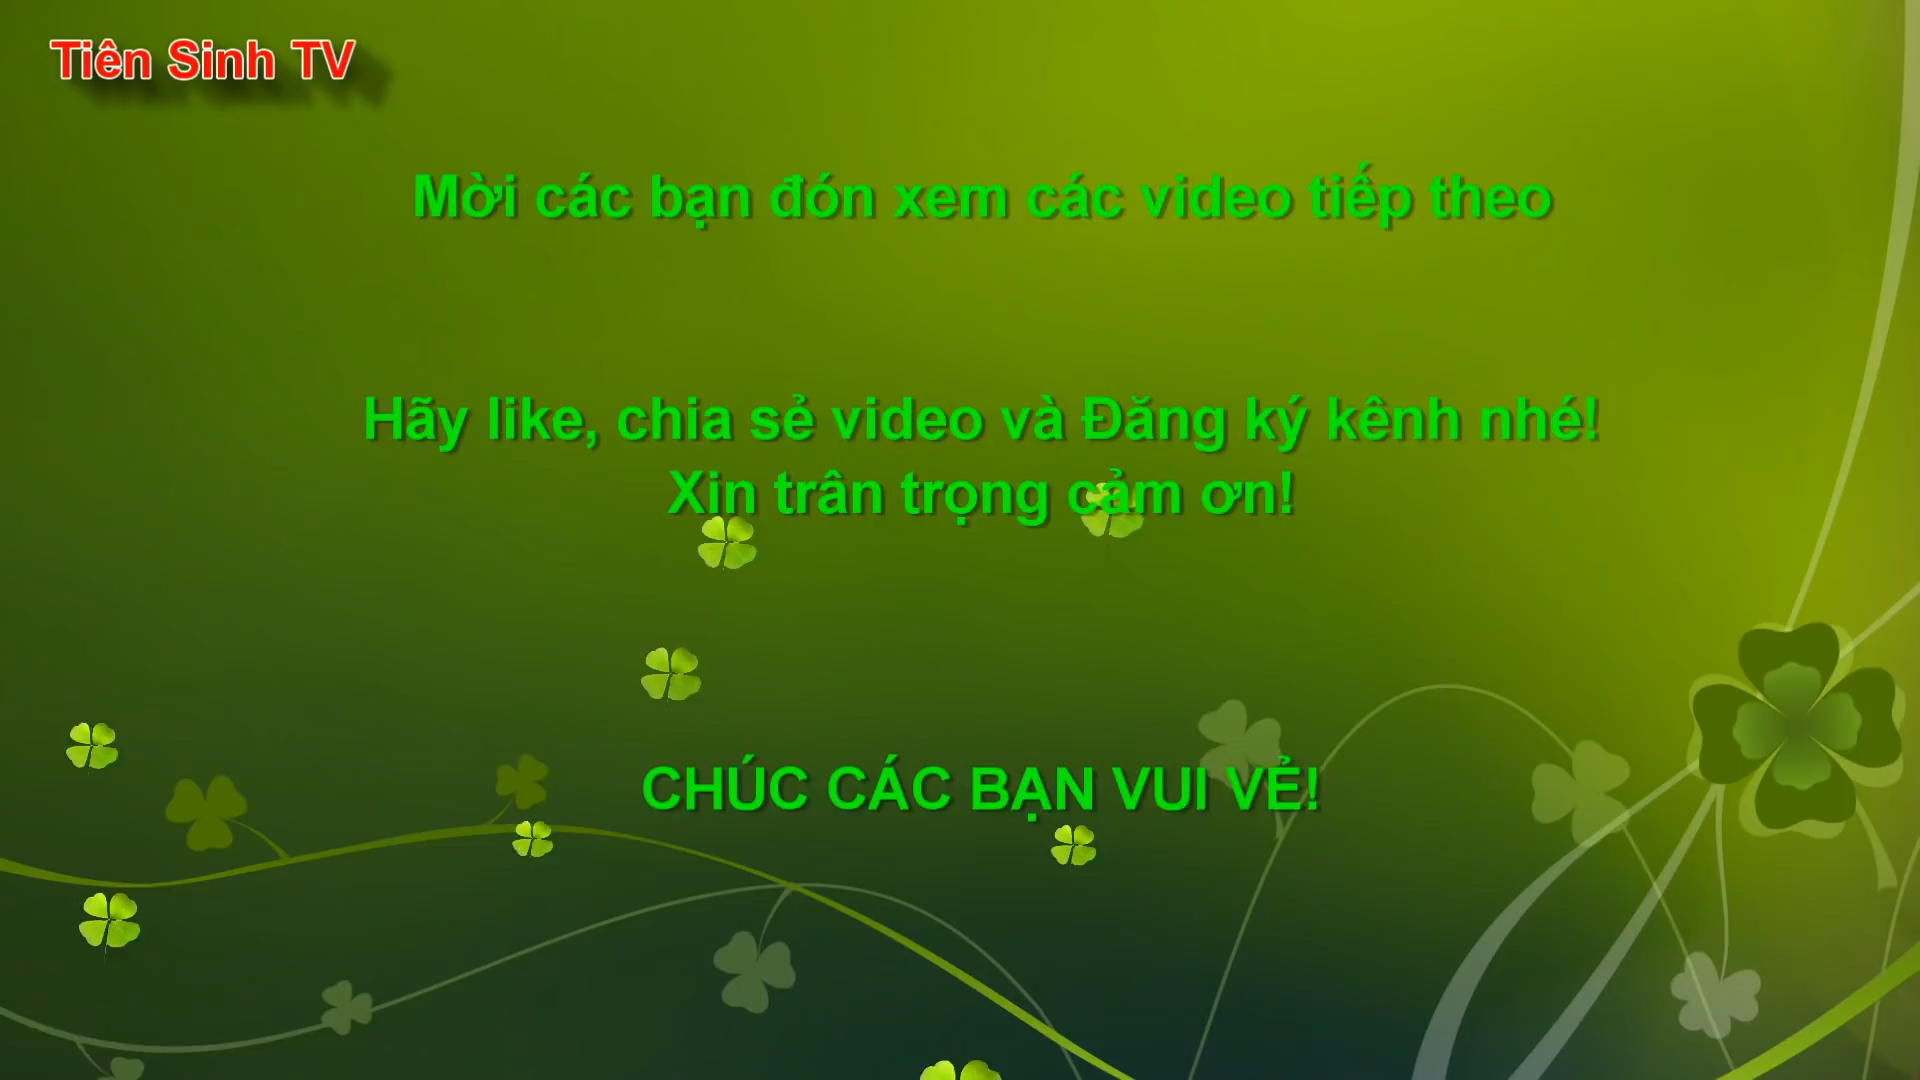 Tiên Sinh TV
Mời các bạn đón xem các video tiếp theo
Hãy like, chia sẻ video và Đăng ký kênh nhé!
Xin trân trọng cảm ơn!
CHÚC CÁC BẠN VUI VẺ!